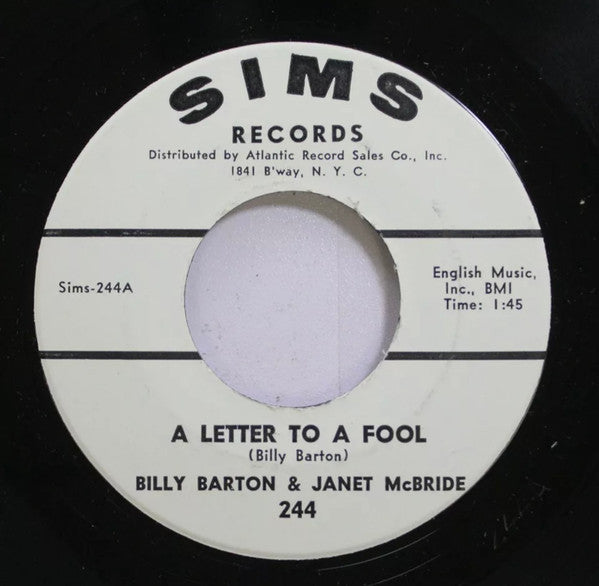 SIMS
RECORDS
Distributed by Atlantic Record Sales Co., Inc.
1841 B'way, N. Y. C.
Sims-244A
English Music,
Inc., BMI
Time: 1:45
A LETTER TO A FOOL
(Billy Barton)
BILLY BARTON & JANET McBRIDE
244